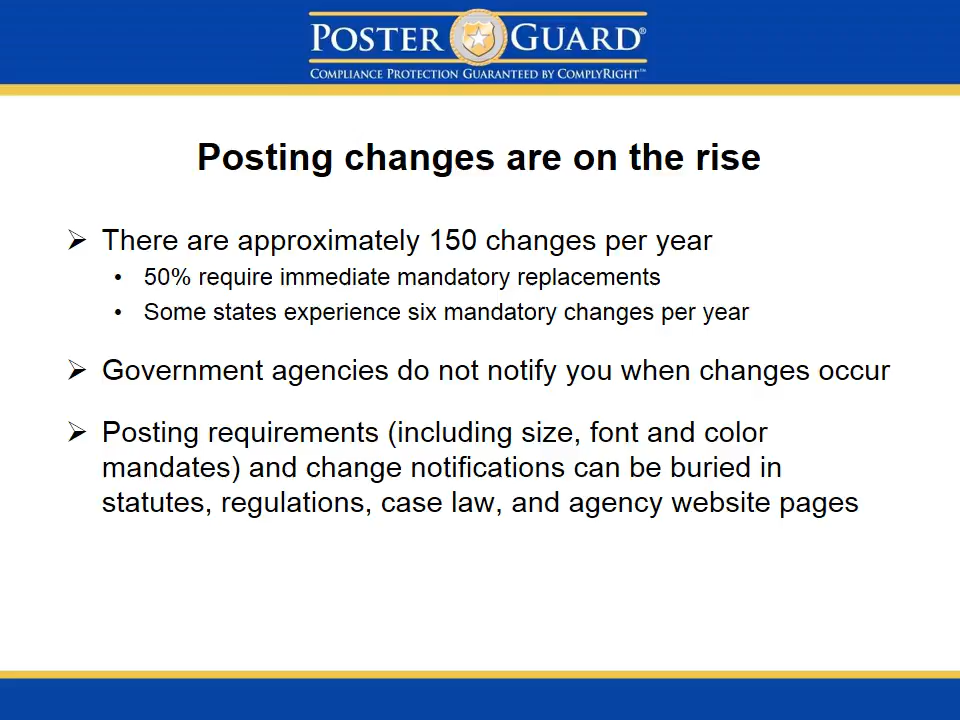 POSTER GUARD®
COMPLIANCE PROTECTION GUARANTEED BY COMPLYRIGHT™
Posting changes are on the rise
➢ There are approximately 150 changes per year
• 50% require immediate mandatory replacements
• Some states experience six mandatory changes per year
➢ Government agencies do not notify you when changes occur
➢ Posting requirements (including size, font and color
mandates) and change notifications can be buried in
statutes, regulations, case law, and agency website pages